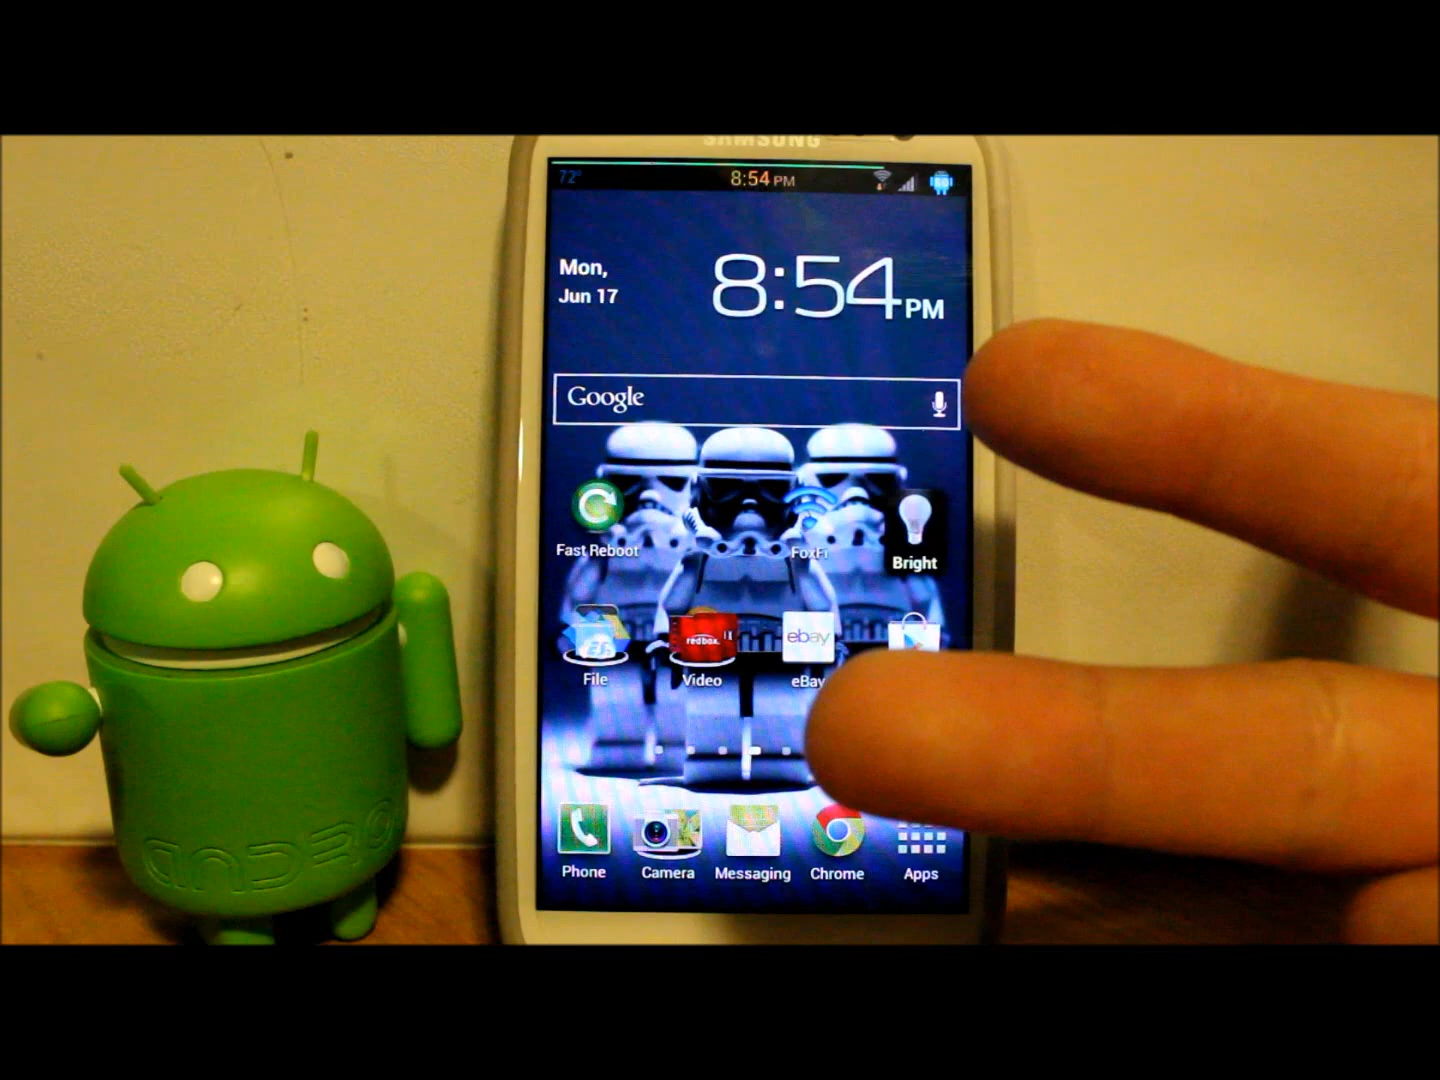 SAMSUNG
72°
8:54 PM
Mon,
Jun 17
8:54 PM
Google
Fast Reboot
FoxFi
Bright
redbox.
ebay
File
Video
eBay
Phone
Camera
Messaging
Chrome
Apps
ANDRO